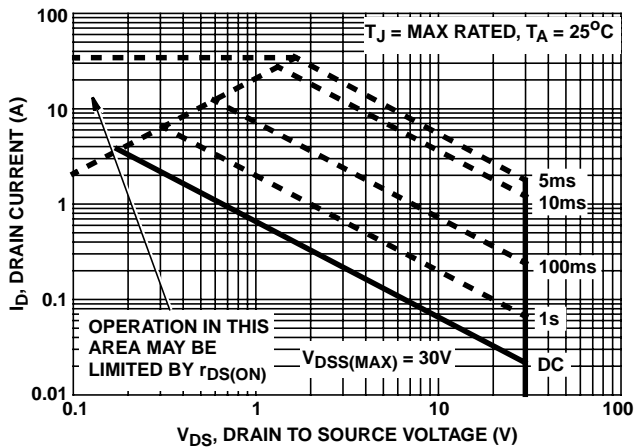 100
T_J = MAX RATED, T_A = 25°C
10
I_D, DRAIN CURRENT (A)
5ms
10ms
1
100ms
0.1
1s
OPERATION IN THIS
AREA MAY BE
LIMITED BY r_DS(ON)
V_DSS(MAX) = 30V
DC
0.01
0.1
1
10
100
V_DS, DRAIN TO SOURCE VOLTAGE (V)